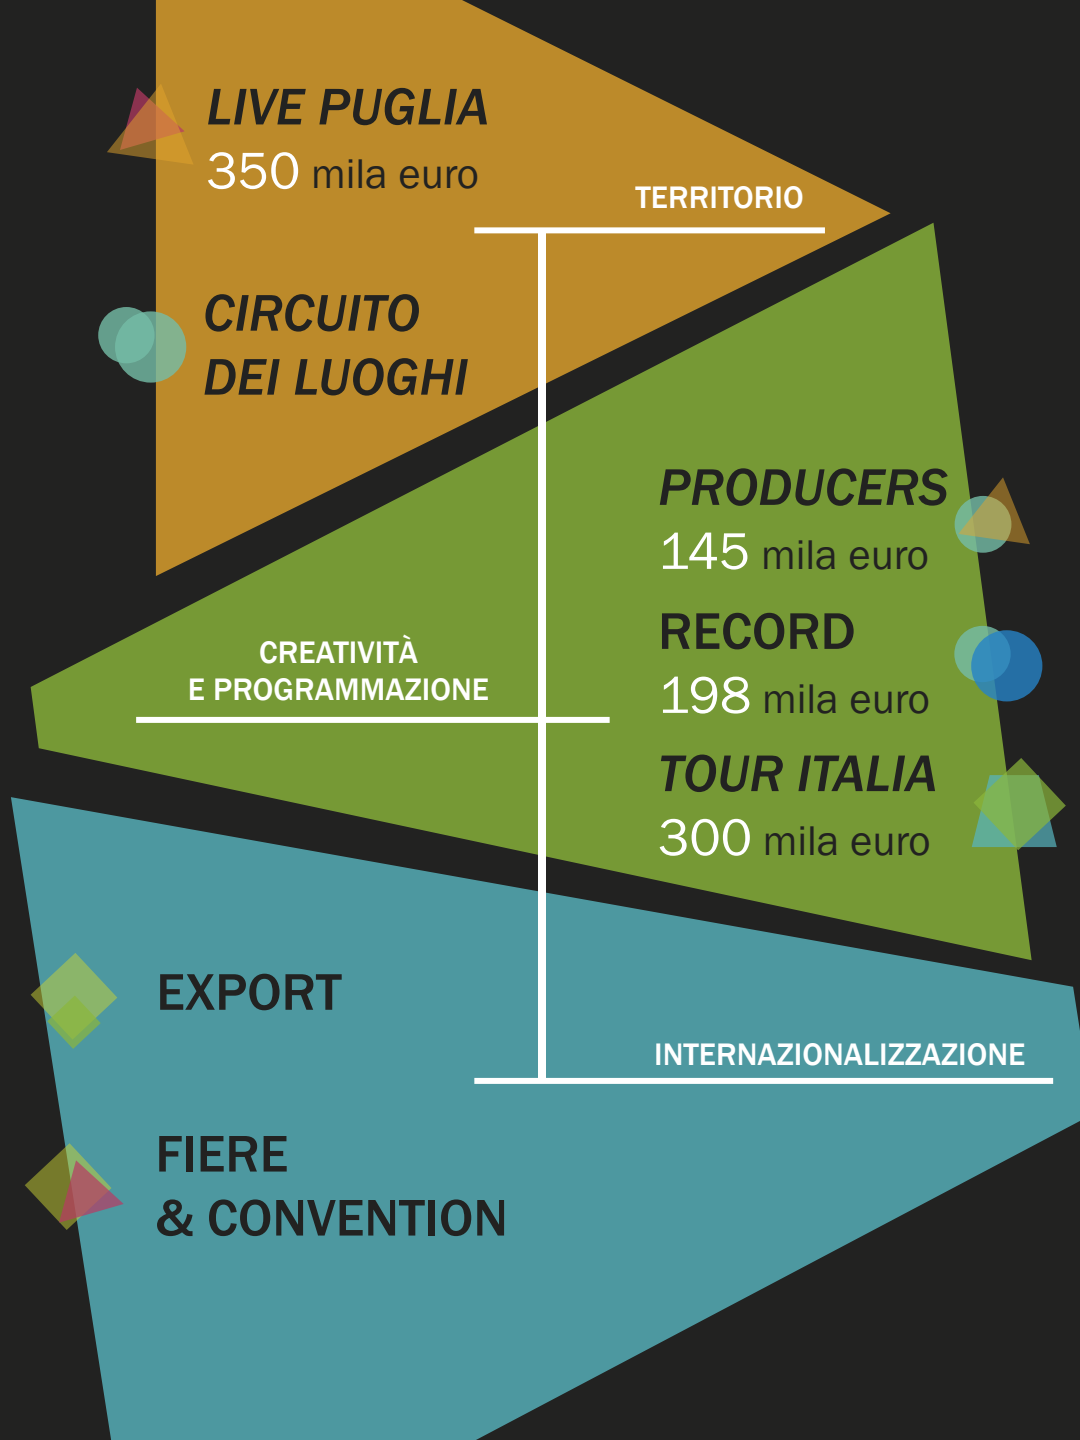 LIVE PUGLIA
350 mila euro
TERRITORIO
CIRCUITO
DEI LUOGHI
PRODUCERS
145 mila euro
RECORD
198 mila euro
TOUR ITALIA
300 mila euro
CREATIVITÀ
E PROGRAMMAZIONE
EXPORT
INTERNAZIONALIZZAZIONE
FIERE
& CONVENTION